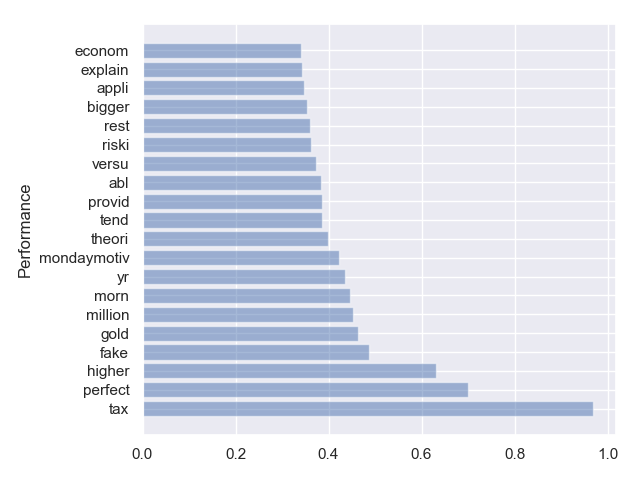 Performance
econom
explain
appli
bigger
rest
riski
versu
abl
provid
tend
theori
mondaymotiv
yr
morn
million
gold
fake
higher
perfect
tax
0.0 0.2 0.4 0.6 0.8 1.0